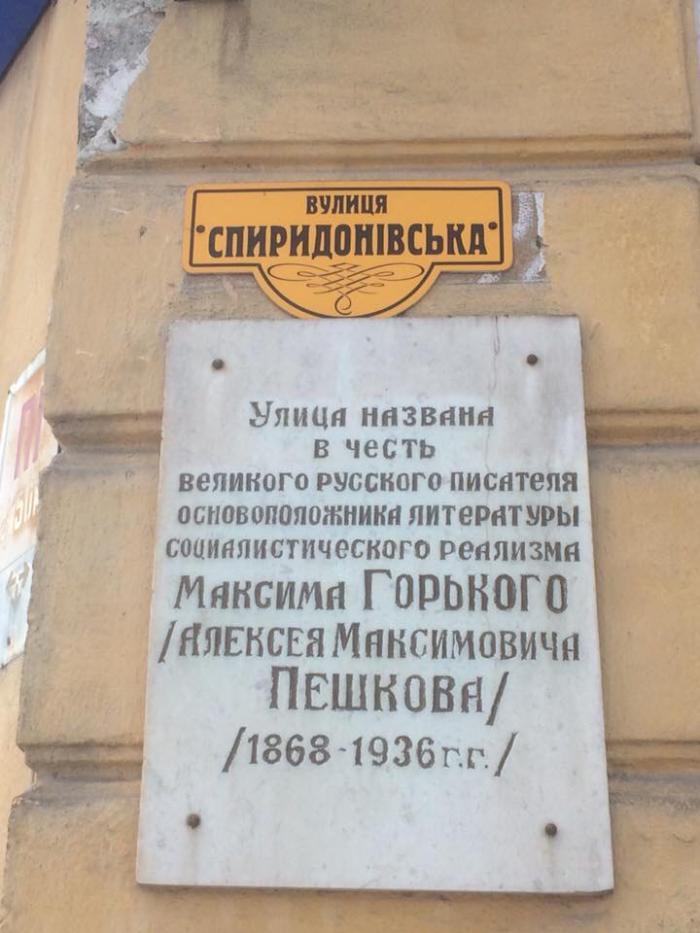 ВУЛИЦЯ
"СПИРИДОНІВСЬКА"
Улица названа
в честь
великого русского писателя
основоположника литературы
социалистического реализма
Максима Горького
/Алексея Максимовича
Пешкова/
/1868-1936 г.г./